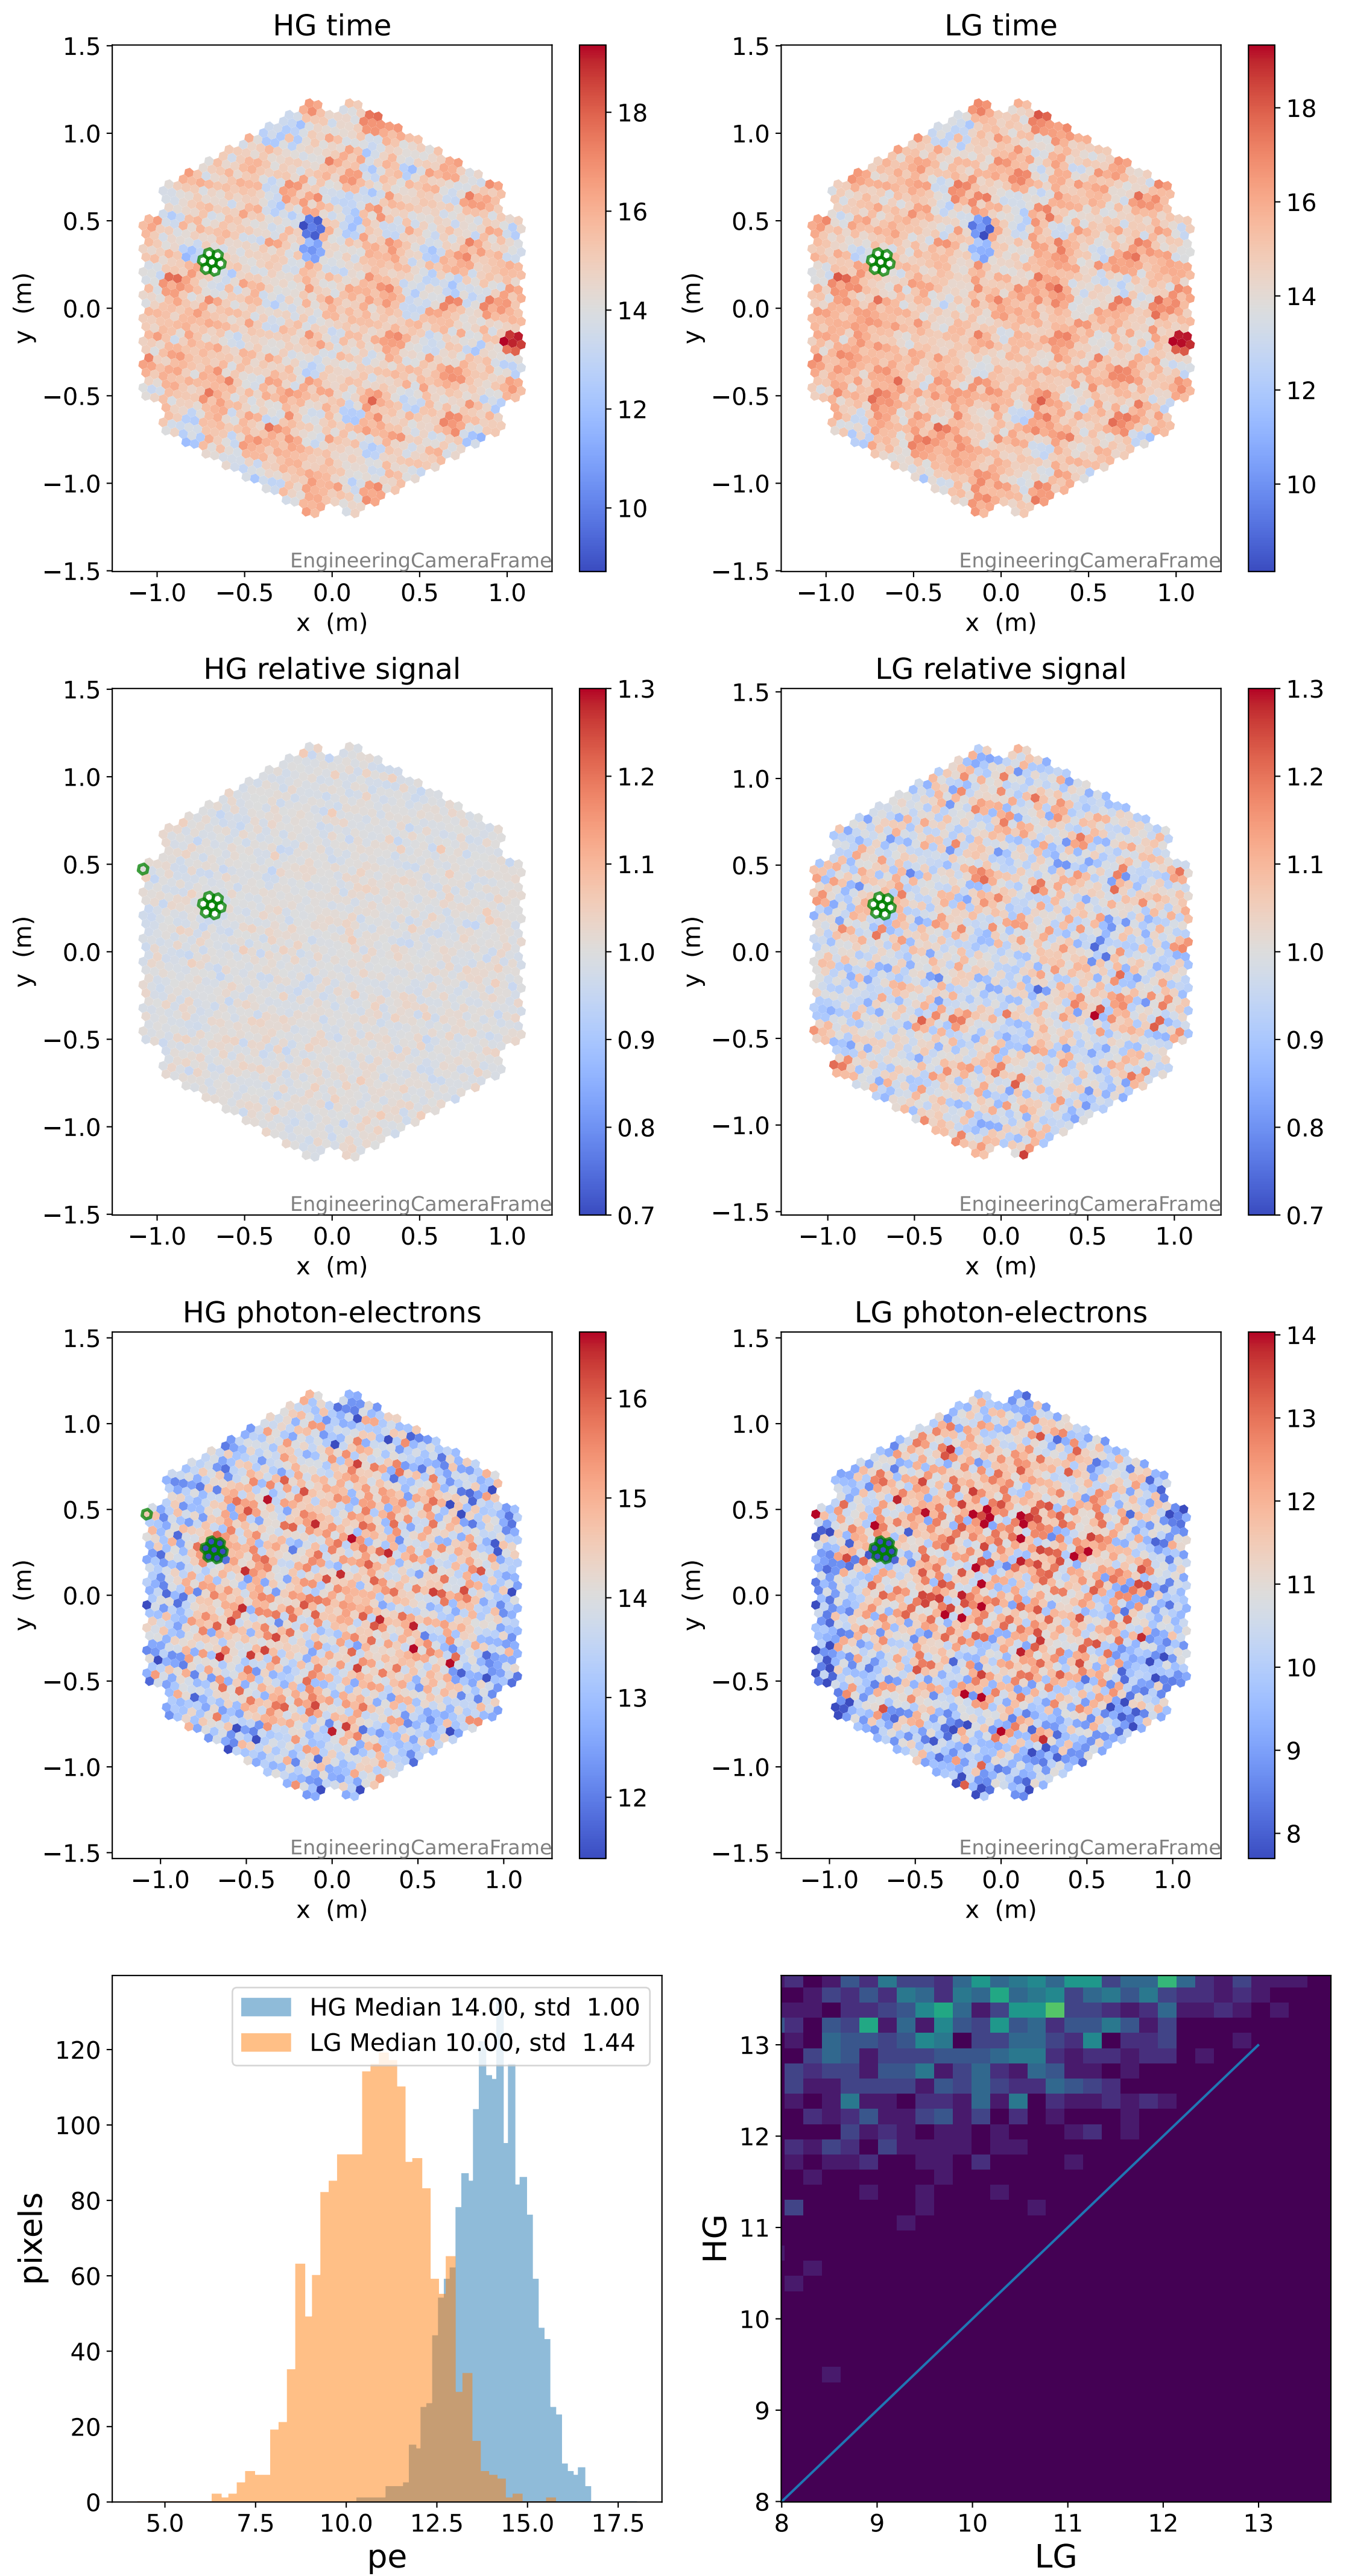 HG time
LG time
1.5
1.0
0.5
0.0
−0.5
−1.0
−1.5
y (m)
−1.0 −0.5 0.0 0.5 1.0
x (m)
EngineeringCameraFrame
18
16
14
12
10
1.5
1.0
0.5
0.0
−0.5
−1.0
−1.5
y (m)
−1.0 −0.5 0.0 0.5 1.0
x (m)
EngineeringCameraFrame
18
16
14
12
10
HG relative signal
LG relative signal
1.5
1.0
0.5
0.0
−0.5
−1.0
−1.5
y (m)
−1.0 −0.5 0.0 0.5 1.0
x (m)
EngineeringCameraFrame
1.3
1.2
1.1
1.0
0.9
0.8
0.7
1.5
1.0
0.5
0.0
−0.5
−1.0
−1.5
y (m)
−1.0 −0.5 0.0 0.5 1.0
x (m)
EngineeringCameraFrame
1.3
1.2
1.1
1.0
0.9
0.8
0.7
HG photon-electrons
LG photon-electrons
1.5
1.0
0.5
0.0
−0.5
−1.0
−1.5
y (m)
−1.0 −0.5 0.0 0.5 1.0
x (m)
EngineeringCameraFrame
16
15
14
13
12
1.5
1.0
0.5
0.0
−0.5
−1.0
−1.5
y (m)
−1.0 −0.5 0.0 0.5 1.0
x (m)
EngineeringCameraFrame
14
13
12
11
10
9
8
HG Median 14.00, std 1.00
LG Median 10.00, std 1.44
120
100
80
60
40
20
0
pixels
5.0 7.5 10.0 12.5 15.0 17.5
pe
13
12
11
10
9
8
HG
8 9 10 11 12 13
LG